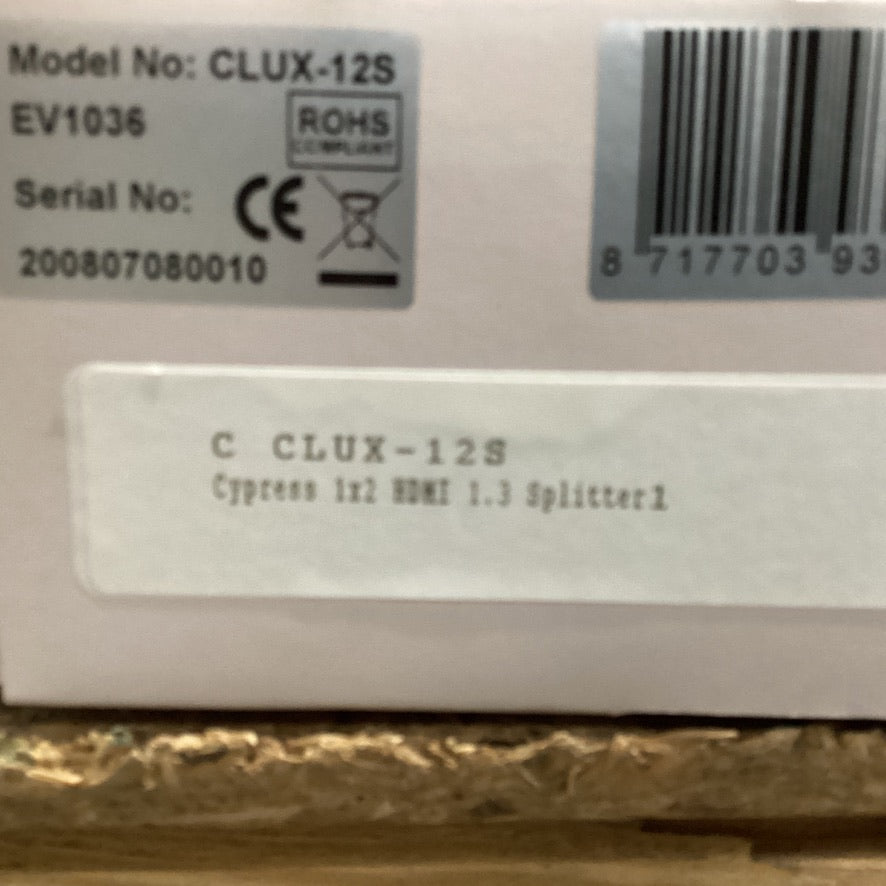 Model No: CLUX-12S
EV1036
ROHS
COMPLIANT
Serial No:
CE
200807080010
8 717703 93
C CLUX-12S
Cypress 1x2 HDMI 1.3 Splitter1